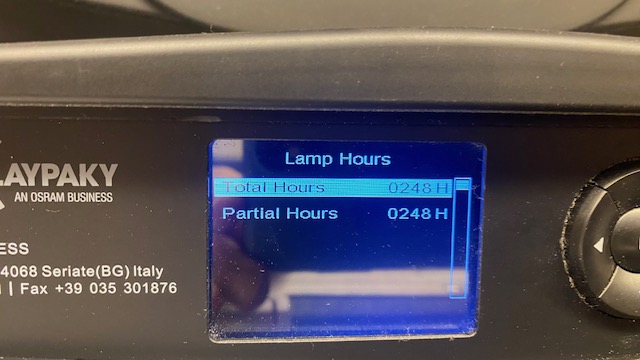 LAYPAKY
AN OSRAM BUSINESS
ESS
4068 Seriate(BG) Italy
| Fax +39 035 301876
Lamp Hours
Total Hours 0248 H
Partial Hours 0248 H